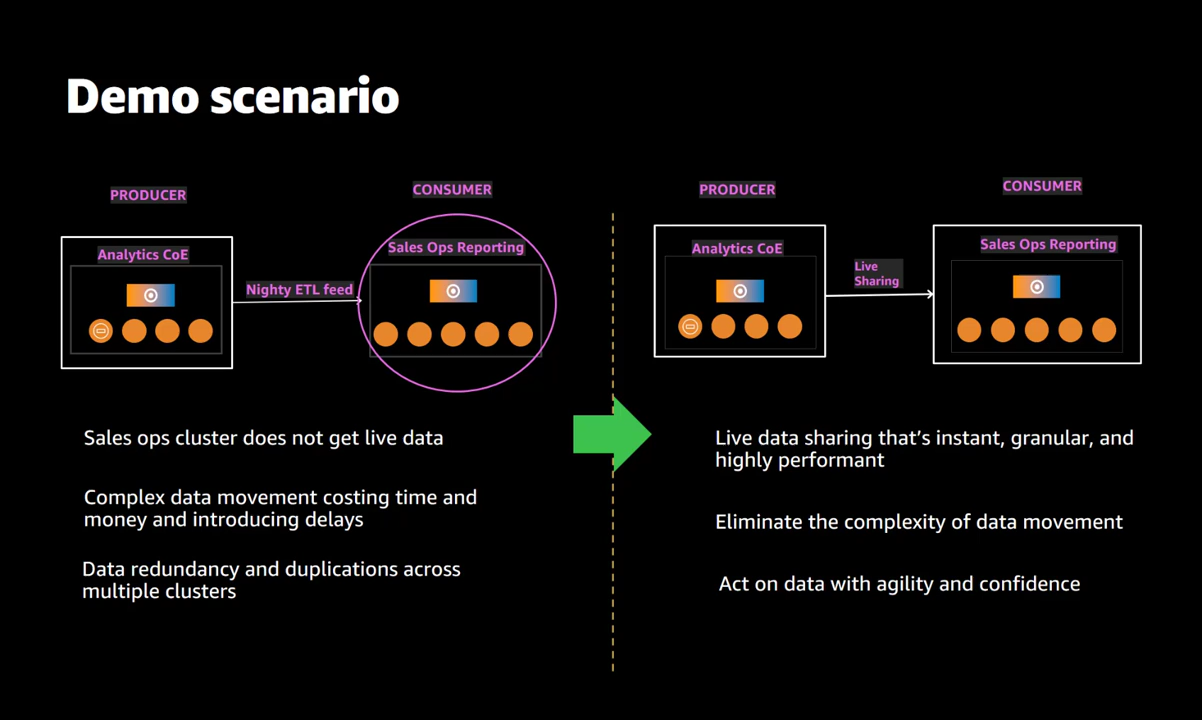 Demo scenario
PRODUCER
CONSUMER
Analytics CoE
Sales Ops Reporting
Nighty ETL feed
Sales ops cluster does not get live data
Complex data movement costing time and
money and introducing delays
Data redundancy and duplications across
multiple clusters
PRODUCER
CONSUMER
Analytics CoE
Sales Ops Reporting
Live
Sharing
Live data sharing that’s instant, granular, and
highly performant
Eliminate the complexity of data movement
Act on data with agility and confidence